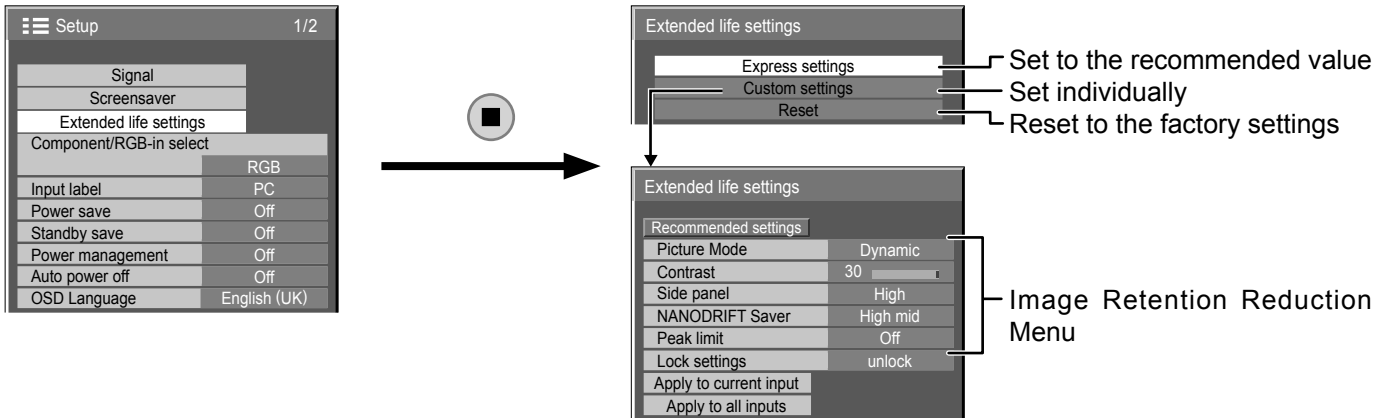 Setup 1/2
Signal
Screensaver
Extended life settings
Component/RGB-in select
RGB
Input label PC
Power save Off
Standby save Off
Power management Off
Auto power off Off
OSD Language English (UK)
Extended life settings
Express settings
Custom settings
Reset
Set to the recommended value
Set individually
Reset to the factory settings
Extended life settings
Recommended settings
Picture Mode Dynamic
Contrast 30
Side panel High
NANODRIFT Saver High mid
Peak limit Off
Lock settings unlock
Apply to current input
Apply to all inputs
Image Retention Reduction
Menu